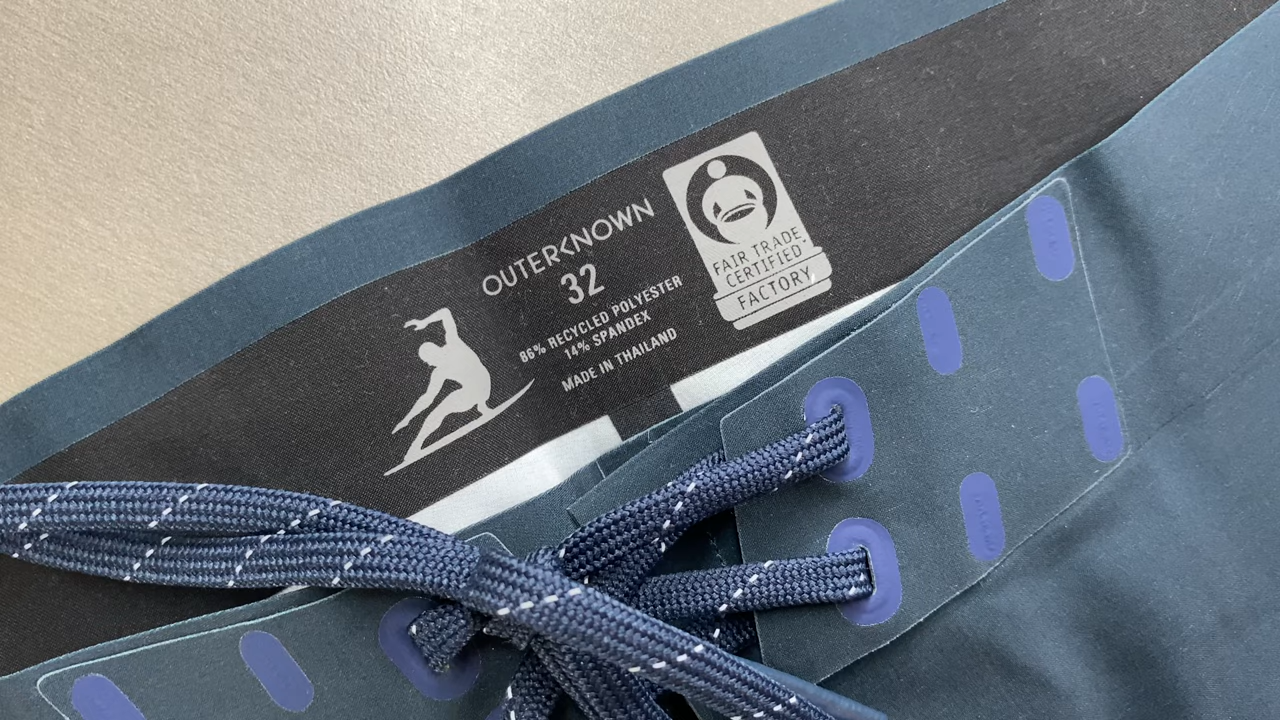 OUTERKNOWN
32
86% RECYCLED POLYESTER
14% SPANDEX
MADE IN THAILAND
FAIR TRADE
CERTIFIED
FACTORY